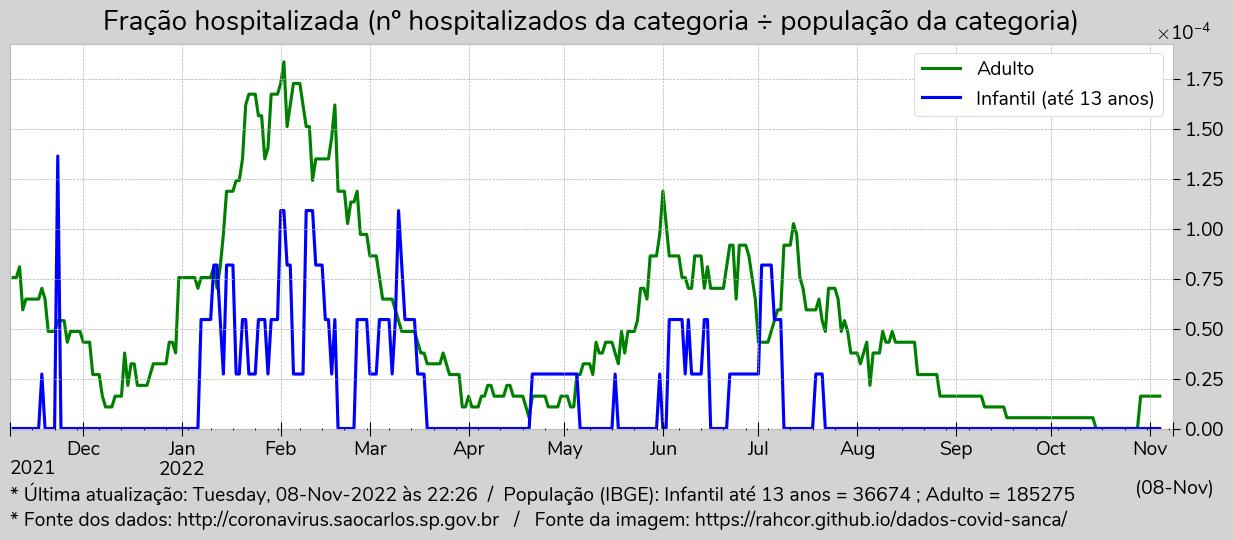 Fração hospitalizada (nº hospitalizados da categoria ÷ população da categoria)
×10⁻⁴
Adulto
Infantil (até 13 anos)
1.75
1.50
1.25
1.00
0.75
0.50
0.25
0.00
Dec Jan Feb Mar Apr May Jun Jul Aug Sep Oct Nov
2021 2022
(08-Nov)
* Última atualização: Tuesday, 08-Nov-2022 às 22:26 / População (IBGE): Infantil até 13 anos = 36674 ; Adulto = 185275
* Fonte dos dados: http://coronavirus.saocarlos.sp.gov.br / Fonte da imagem: https://rahcor.github.io/dados-covid-sanca/